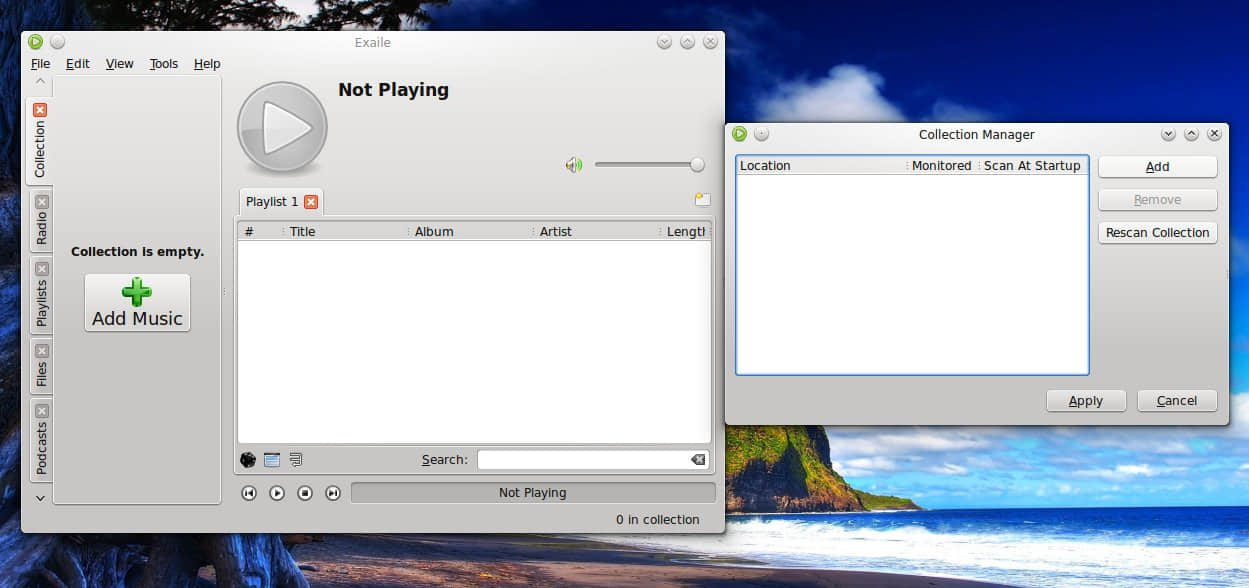 Exaile
File Edit View Tools Help
Collection
Radio
Playlists
Files
Podcasts
Collection is empty.
Add Music
Not Playing
Playlist 1
# Title Album Artist Length
Search:
Not Playing
0 in collection
Collection Manager
Location Monitored Scan At Startup
Add
Remove
Rescan Collection
Apply Cancel